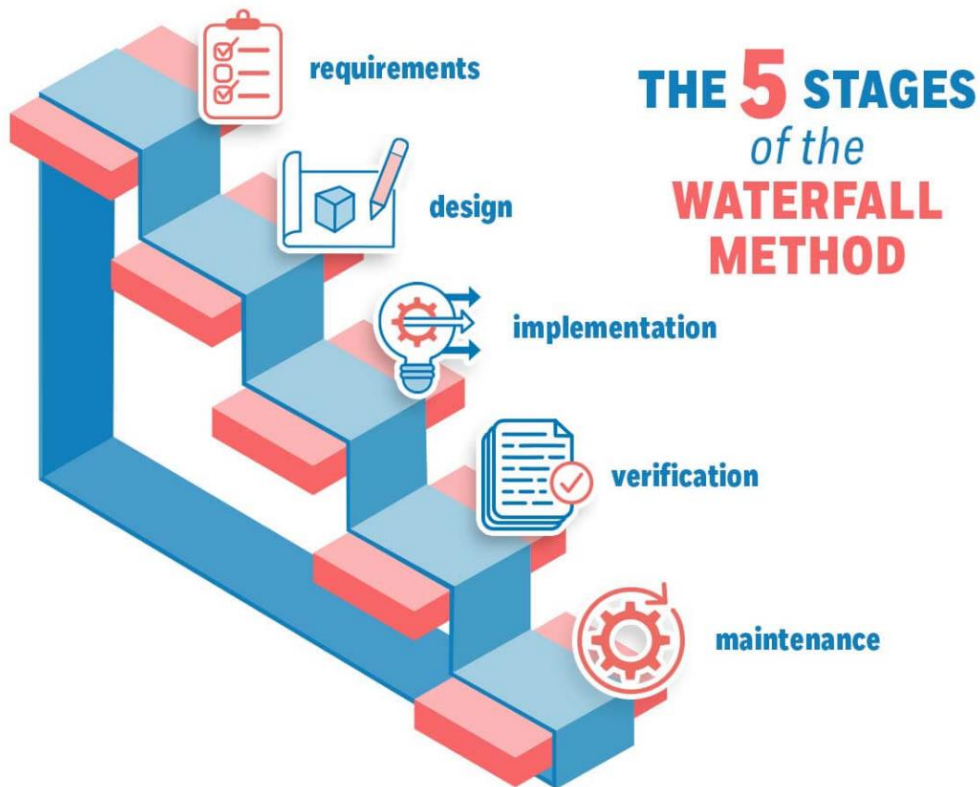 THE 5 STAGES
of the
WATERFALL
METHOD
requirements
design
implementation
verification
maintenance